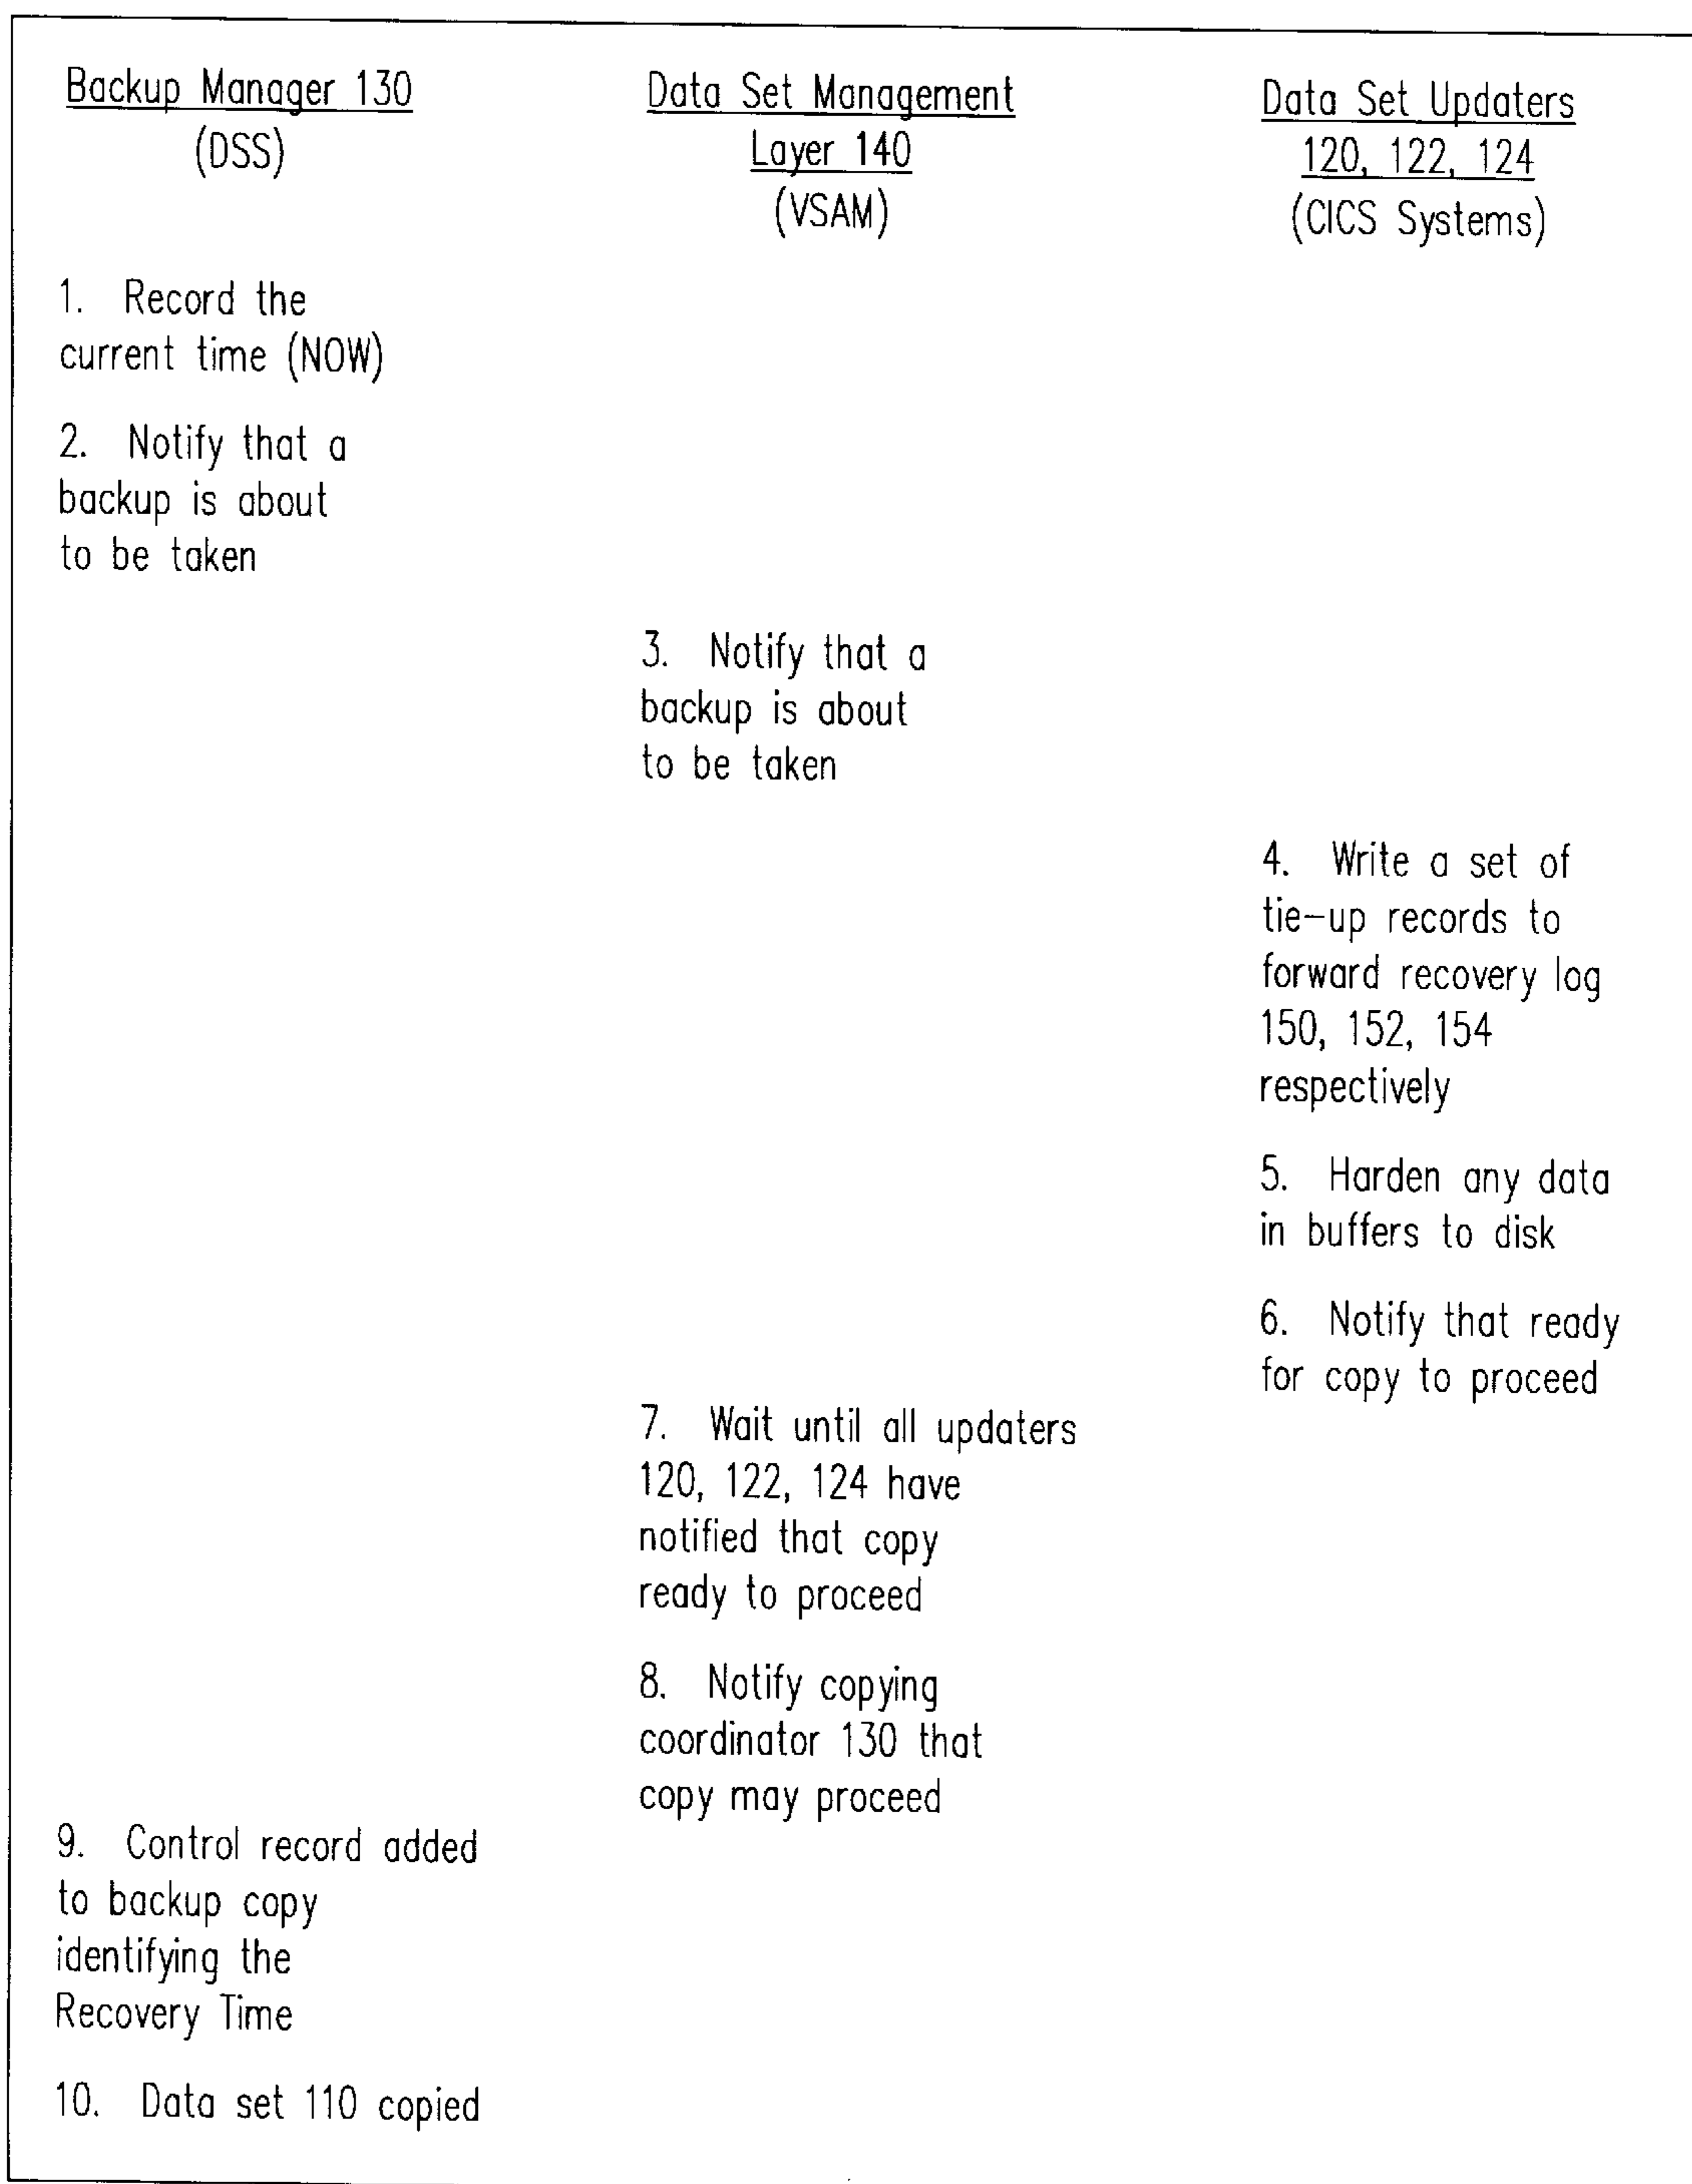 Backup Manager 130
(DSS)
Data Set Management
Layer 140
(VSAM)
Data Set Updaters
120, 122, 124
(CICS Systems)
1. Record the
current time (NOW)
2. Notify that a
backup is about
to be taken
3. Notify that a
backup is about
to be taken
4. Write a set of
tie-up records to
forward recovery log
150, 152, 154
respectively
5. Harden any data
in buffers to disk
6. Notify that ready
for copy to proceed
7. Wait until all updaters
120, 122, 124 have
notified that copy
ready to proceed
8. Notify copying
coordinator 130 that
copy may proceed
9. Control record added
to backup copy
identifying the
Recovery Time
10. Data set 110 copied